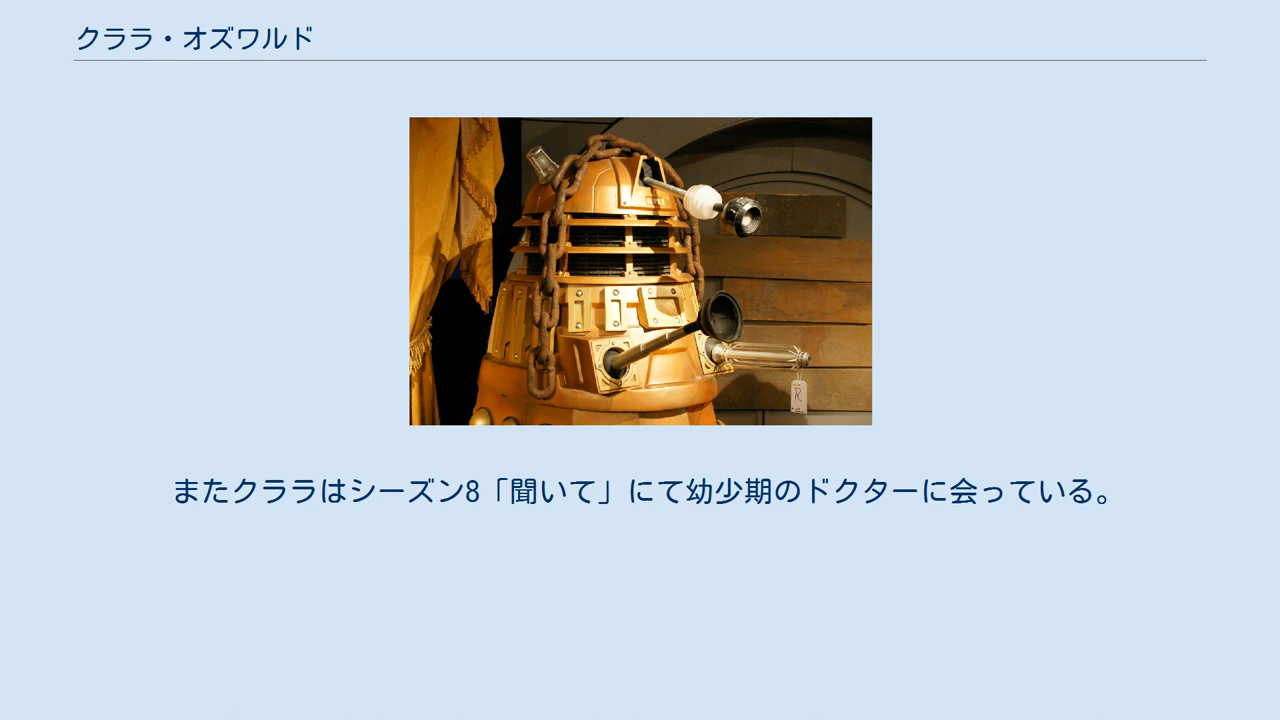 クララ・オズワルド
R
またクララはシーズン8「聞いて」にて幼少期のドクターに会っている。